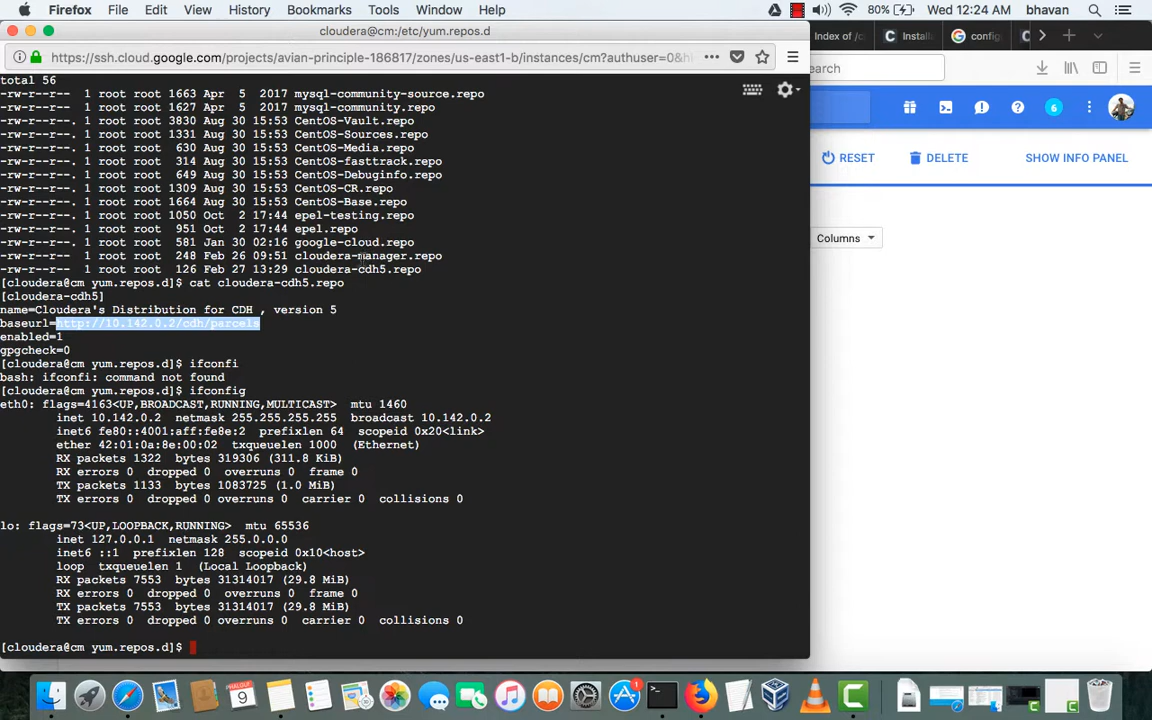 Firefox File Edit View History Bookmarks Tools Window Help 80% Wed 12:24 AM bhavan
cloudera@cm:/etc/yum.repos.d
https://ssh.cloud.google.com/projects/avian-principle-186817/zones/us-east1-b/instances/cm?authuser=0&h
Index of /c Install config
earch
total 56
-rw-r--r-- 1 root root 1663 Apr 5 2017 mysql-community-source.repo
-rw-r--r-- 1 root root 1627 Apr 5 2017 mysql-community.repo
-rw-r--r--. 1 root root 3830 Aug 30 15:53 CentOS-Vault.repo
-rw-r--r--. 1 root root 1331 Aug 30 15:53 CentOS-Sources.repo
-rw-r--r--. 1 root root 630 Aug 30 15:53 CentOS-Media.repo
-rw-r--r--. 1 root root 314 Aug 30 15:53 CentOS-fasttrack.repo
-rw-r--r--. 1 root root 649 Aug 30 15:53 CentOS-Debuginfo.repo
-rw-r--r--. 1 root root 1309 Aug 30 15:53 CentOS-CR.repo
-rw-r--r--. 1 root root 1664 Aug 30 15:53 CentOS-Base.repo
-rw-r--r--. 1 root root 1050 Oct 2 17:44 epel-testing.repo
-rw-r--r--. 1 root root 951 Oct 2 17:44 epel.repo
-rw-r--r--. 1 root root 581 Jan 30 02:16 google-cloud.repo
-rw-r--r--. 1 root root 248 Feb 26 09:51 cloudera-manager.repo
-rw-r--r--. 1 root root 126 Feb 27 13:29 cloudera-cdh5.repo
[cloudera@cm yum.repos.d]$ cat cloudera-cdh5.repo
[cloudera-cdh5]
name=Cloudera's Distribution for CDH , version 5
baseurl=http://10.142.0.2/cdh/parcels
enabled=1
gpgcheck=0
[cloudera@cm yum.repos.d]$ ifconfi
bash: ifconfi: command not found
[cloudera@cm yum.repos.d]$ ifconfig
eth0: flags=4163<UP,BROADCAST,RUNNING,MULTICAST> mtu 1460
inet 10.142.0.2 netmask 255.255.255.255 broadcast 10.142.0.2
inet6 fe80::4001:aff:fe8e:2 prefixlen 64 scopeid 0x20<link>
ether 42:01:0a:8e:00:02 txqueuelen 1000 (Ethernet)
RX packets 1322 bytes 319306 (311.8 KiB)
RX errors 0 dropped 0 overruns 0 frame 0
TX packets 1133 bytes 1083725 (1.0 MiB)
TX errors 0 dropped 0 overruns 0 carrier 0 collisions 0
lo: flags=73<UP,LOOPBACK,RUNNING> mtu 65536
inet 127.0.0.1 netmask 255.0.0.0
inet6 ::1 prefixlen 128 scopeid 0x10<host>
loop txqueuelen 1 (Local Loopback)
RX packets 7553 bytes 31314017 (29.8 MiB)
RX errors 0 dropped 0 overruns 0 frame 0
TX packets 7553 bytes 31314017 (29.8 MiB)
TX errors 0 dropped 0 overruns 0 carrier 0 collisions 0
[cloudera@cm yum.repos.d]$
6
RESET DELETE SHOW INFO PANEL
Columns
9
1